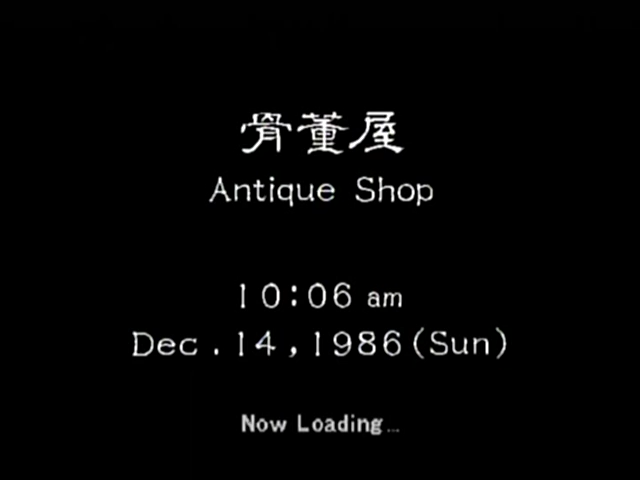 骨董屋
Antique Shop
10:06 am
Dec.14,1986(Sun)
Now Loading...